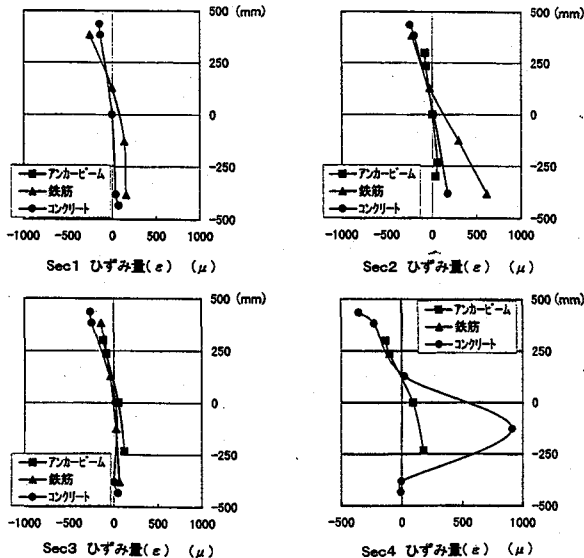 500 (mm)
250
0
-250
-500
アンカービーム
鉄筋
コンクリート
-1000 -500 0 500 1000
Sec1 ひずみ量(ε) (μ)
500 (mm)
250
0
-250
-500
アンカービーム
鉄筋
コンクリート
-1000 -500 0 500 1000
Sec2 ひずみ量(ε) (μ)
500 (mm)
250
0
-250
-500
アンカービーム
鉄筋
コンクリート
-1000 -500 0 500 1000
Sec3 ひずみ量(ε) (μ)
500 (mm)
アンカービーム
鉄筋
コンクリート
250
0
-250
-500
-500 0 500 1000
Sec4 ひずみ量(ε) (μ)